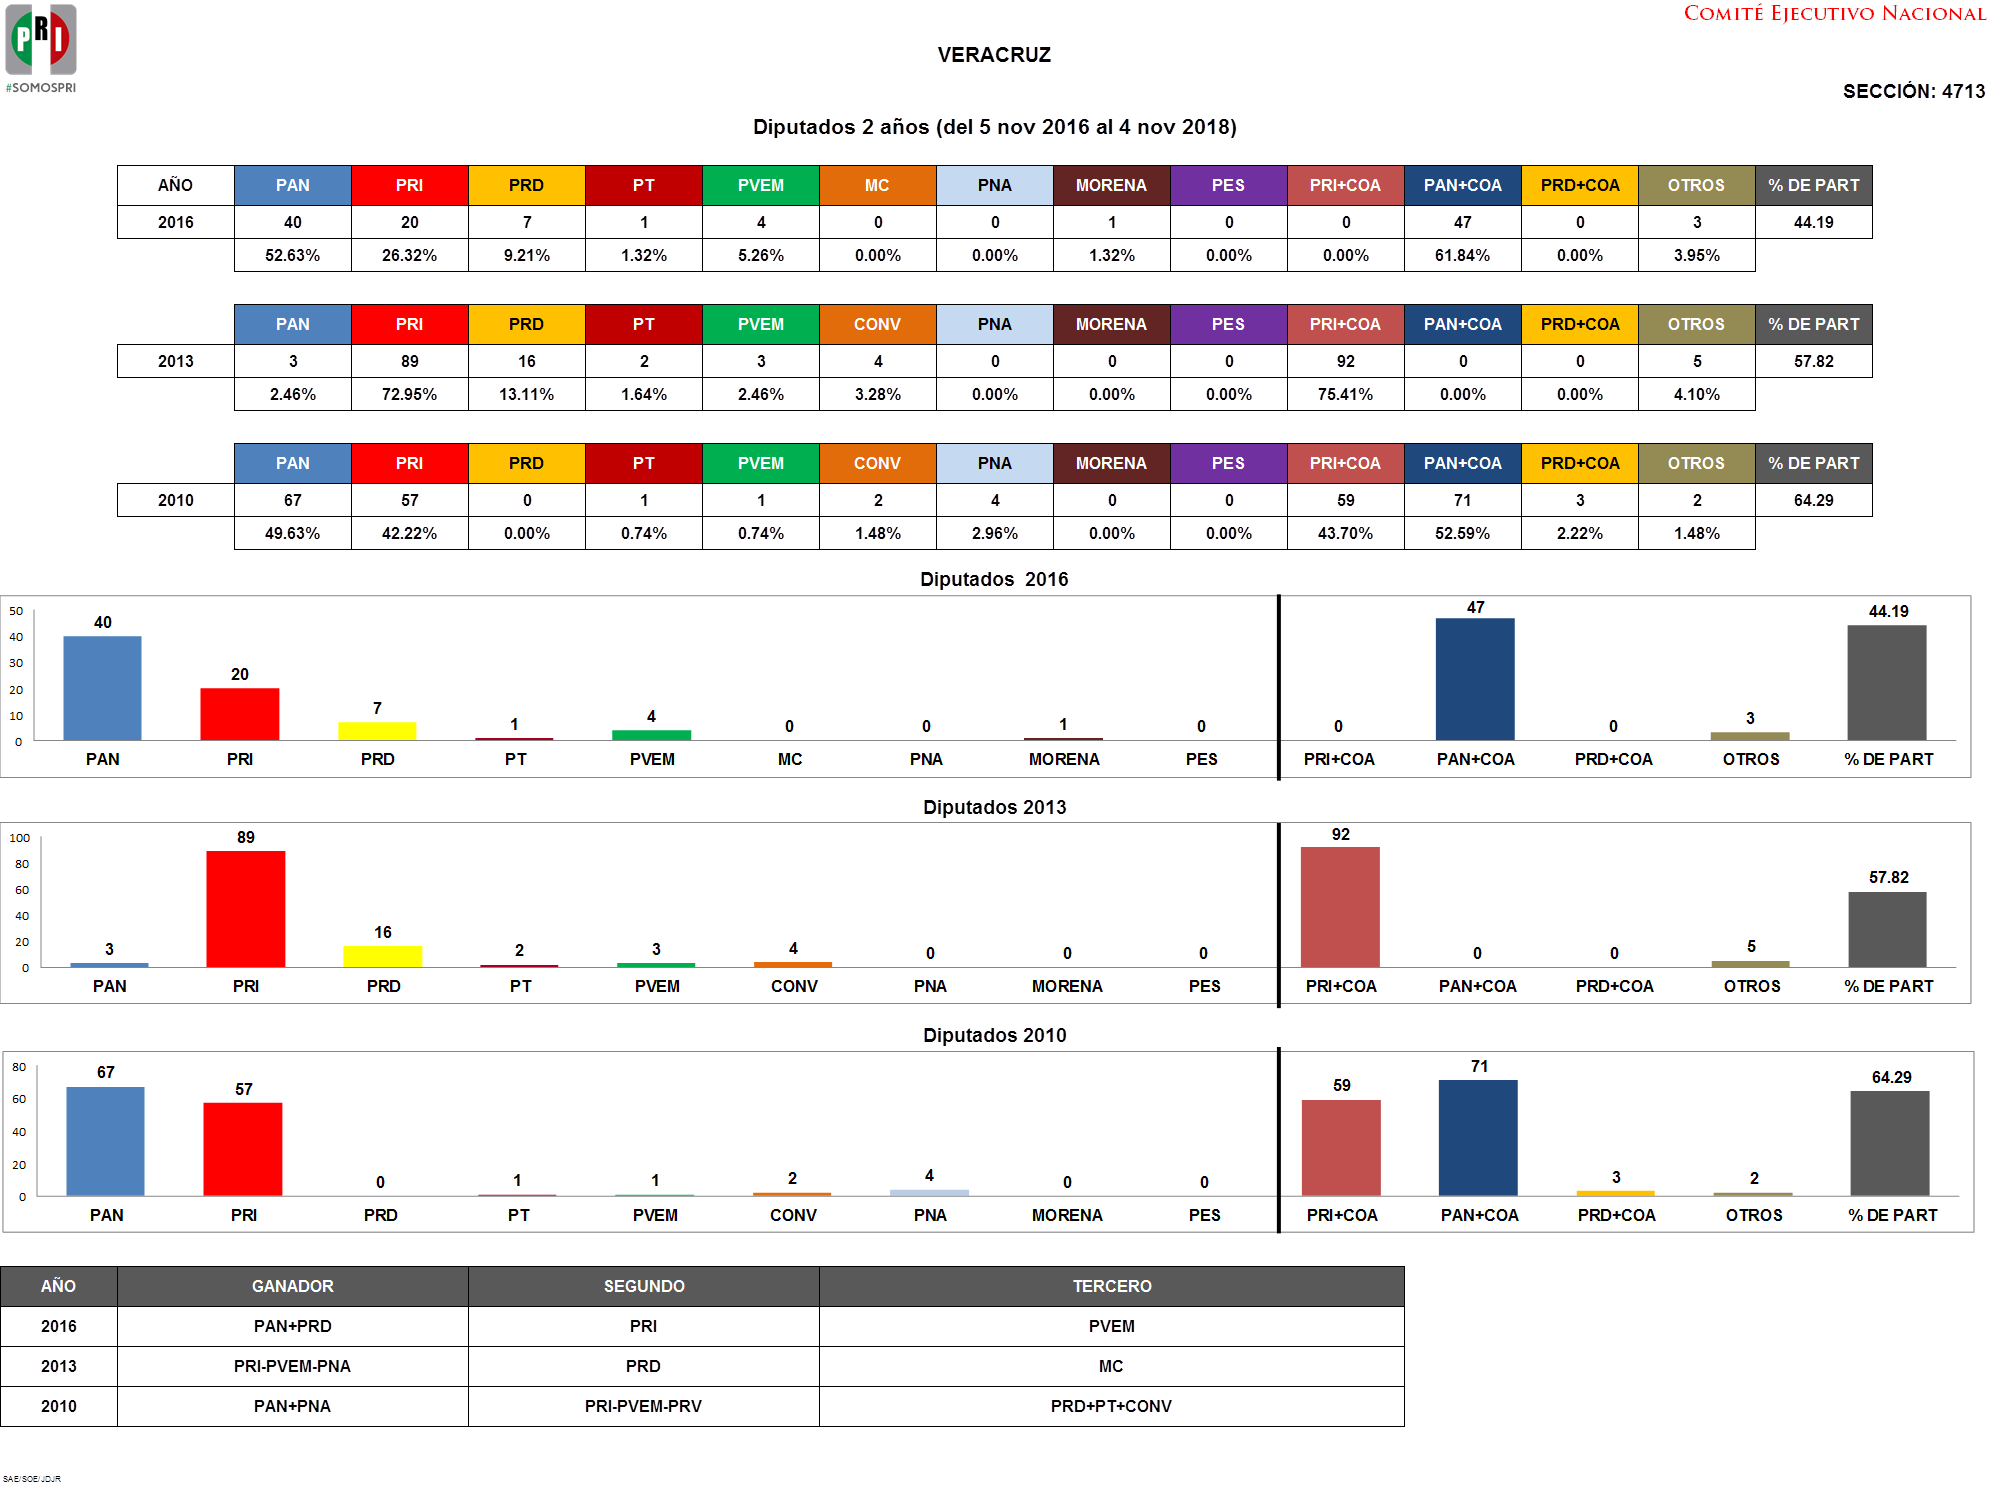 COMITÉ EJECUTIVO NACIONAL
PRI
#SOMOSPRI
VERACRUZ
SECCIÓN: 4713
Diputados 2 años (del 5 nov 2016 al 4 nov 2018)
AÑO PAN PRI PRD PT PVEM MC PNA MORENA PES PRI+COA PAN+COA PRD+COA OTROS % DE PART
2016 40 20 7 1 4 0 0 1 0 0 47 0 3 44.19
52.63% 26.32% 9.21% 1.32% 5.26% 0.00% 0.00% 1.32% 0.00% 0.00% 61.84% 0.00% 3.95%
PAN PRI PRD PT PVEM CONV PNA MORENA PES PRI+COA PAN+COA PRD+COA OTROS % DE PART
2013 3 89 16 2 3 4 0 0 0 92 0 0 5 57.82
2.46% 72.95% 13.11% 1.64% 2.46% 3.28% 0.00% 0.00% 0.00% 75.41% 0.00% 0.00% 4.10%
PAN PRI PRD PT PVEM CONV PNA MORENA PES PRI+COA PAN+COA PRD+COA OTROS % DE PART
2010 67 57 0 1 1 2 4 0 0 59 71 3 2 64.29
49.63% 42.22% 0.00% 0.74% 0.74% 1.48% 2.96% 0.00% 0.00% 43.70% 52.59% 2.22% 1.48%
Diputados 2016
50
40
30
20
10
0
40 20 7 1 4 0 0 1 0 0 47 0 3 44.19
PAN PRI PRD PT PVEM MC PNA MORENA PES PRI+COA PAN+COA PRD+COA OTROS % DE PART
Diputados 2013
100
80
60
40
20
0
3 89 16 2 3 4 0 0 0 92 0 0 5 57.82
PAN PRI PRD PT PVEM CONV PNA MORENA PES PRI+COA PAN+COA PRD+COA OTROS % DE PART
Diputados 2010
80
60
40
20
0
67 57 0 1 1 2 4 0 0 59 71 3 2 64.29
PAN PRI PRD PT PVEM CONV PNA MORENA PES PRI+COA PAN+COA PRD+COA OTROS % DE PART
AÑO GANADOR SEGUNDO TERCERO
2016 PAN+PRD PRI PVEM
2013 PRI-PVEM-PNA PRD MC
2010 PAN+PNA PRI-PVEM-PRV PRD+PT+CONV
SAE/SOE/JDJR